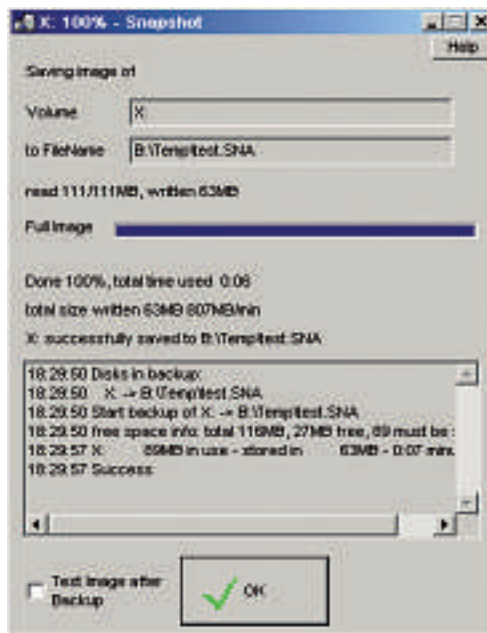 X: 100% - Snapshot
Help
Saving image of
Volume
X:
to FileName
B:\Temp\test.SNA
read 111/111MB, written 63MB
Full Image
Done 100%, total time used 0:06
total size written 63MB 807MB/min
X: successfully saved to B:\Temp\test.SNA
18:29:50 Disks in backup:
18:29:50 X: -> B:\Temp\test.SNA
18:29:50 Start backup of X: -> B:\Temp\test.SNA
18:29:50 free space info: total 116MB, 27MB free, 89 must be
18:29:57 X: 89MB in use - stored in 63MB - 0:07 minu
18:29:57 Success
Test Image after
Backup
OK